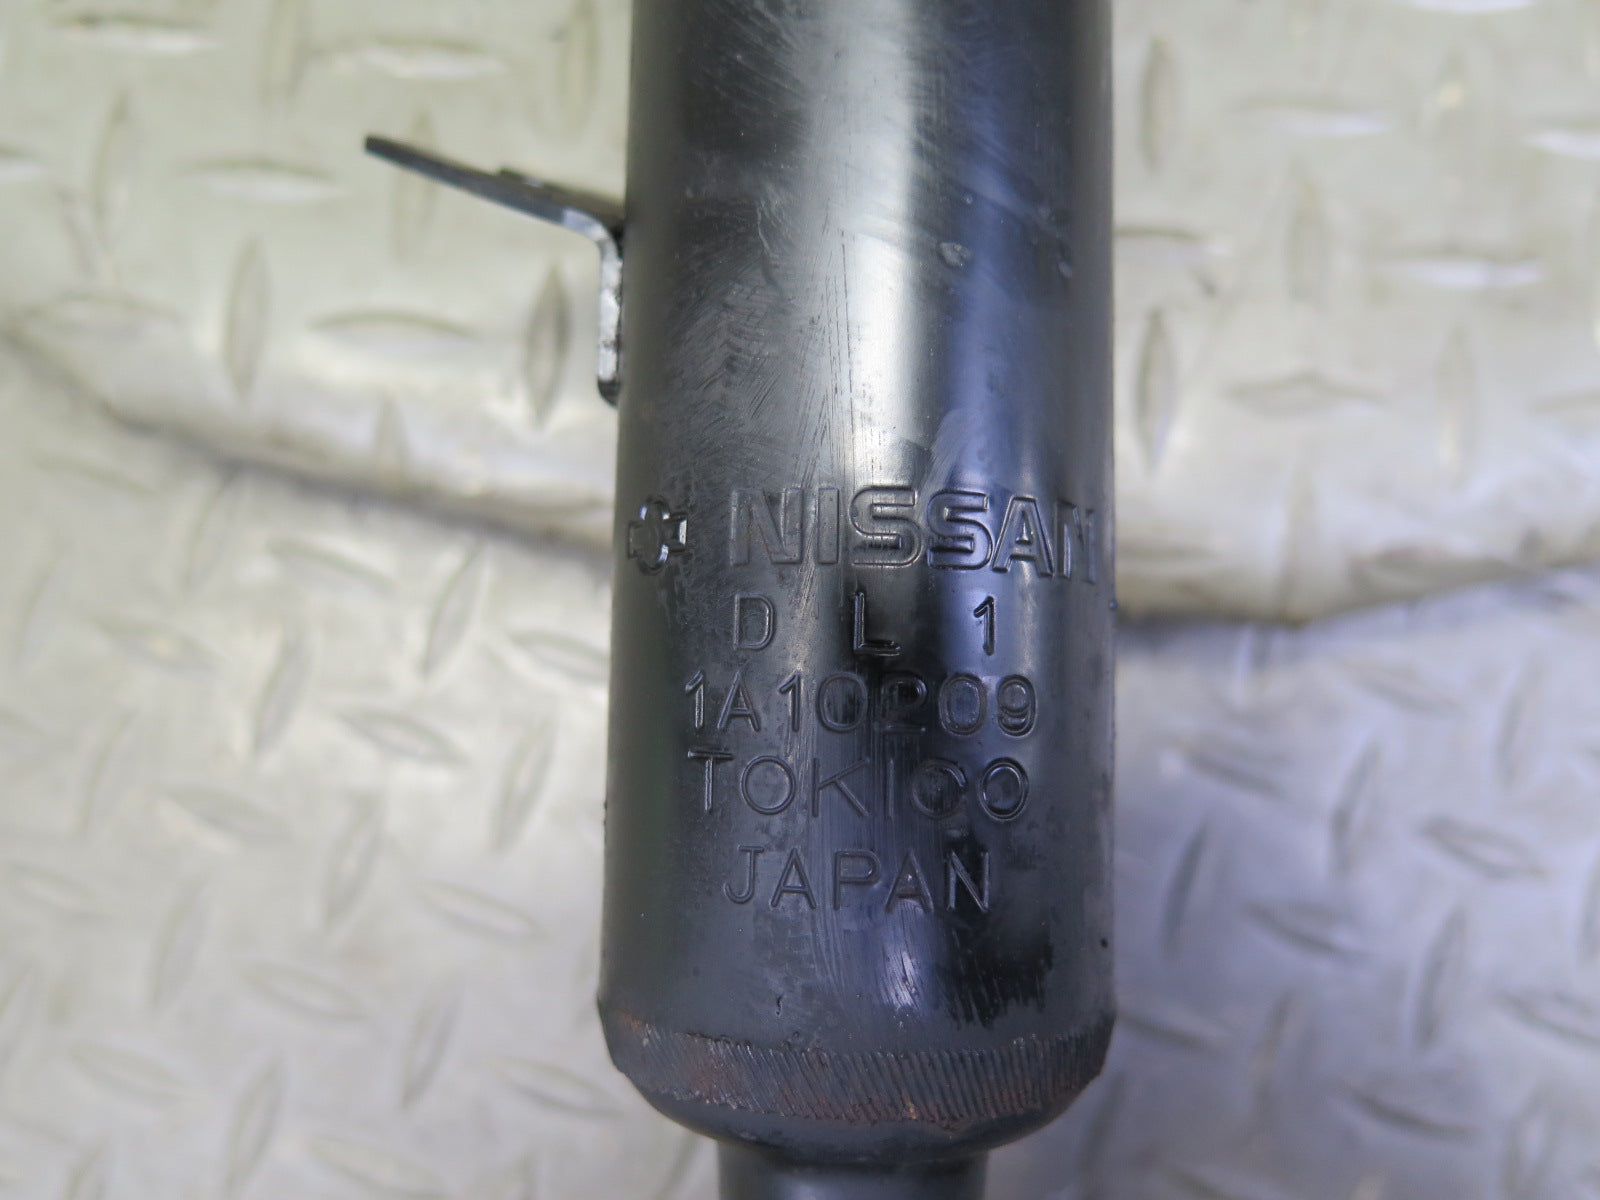 NISSAN
D L 1
1A10209
TOKICO
JAPAN